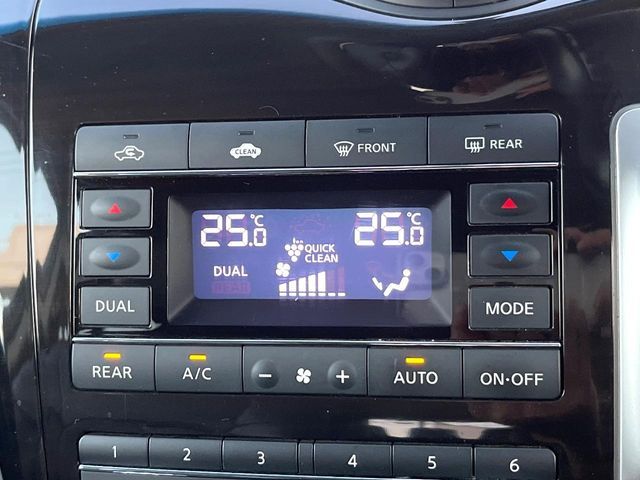 CLEAN FRONT REAR
25.0°C 25.0°C
QUICK
CLEAN
DUAL
REAR
DUAL MODE
REAR A/C - + AUTO ON·OFF
1 2 3 4 5 6